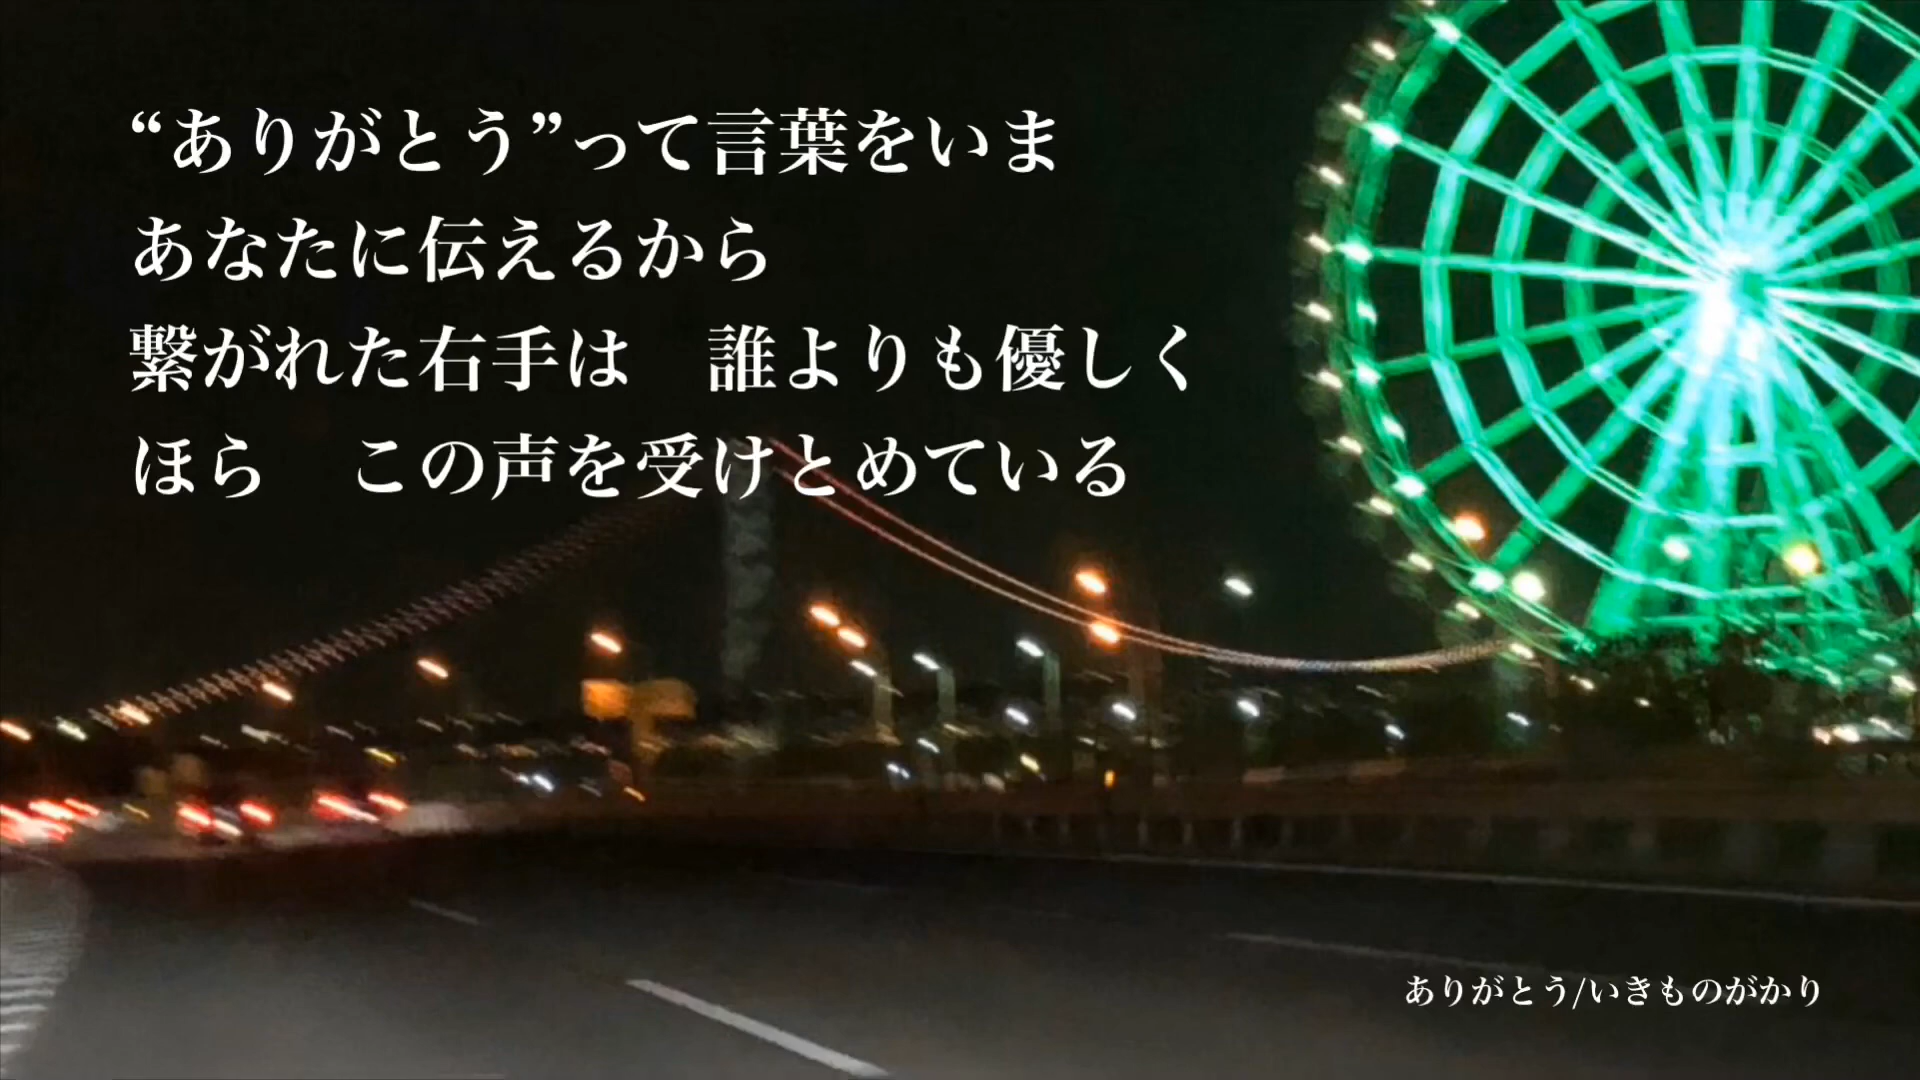 “ありがとう”って言葉をいま
あなたに伝えるから
繋がれた右手は　誰よりも優しく
ほら　この声を受けとめている
ありがとう/いきものがかり